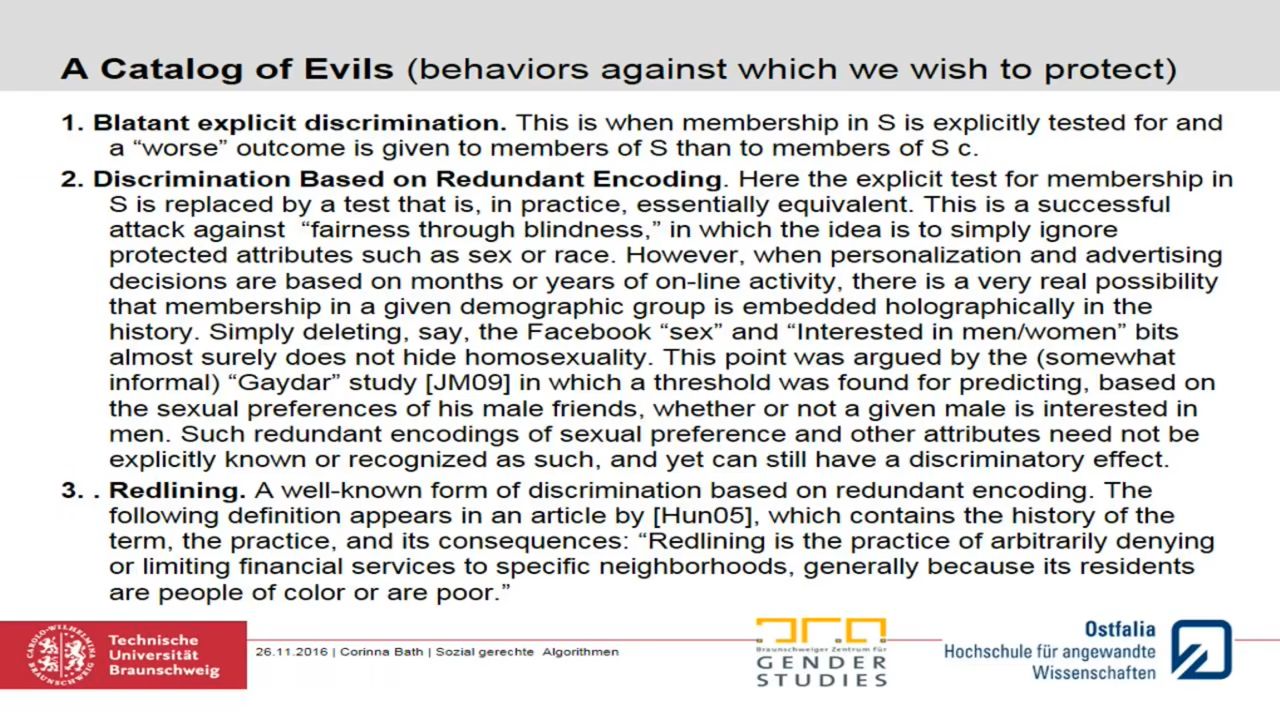 A Catalog of Evils (behaviors against which we wish to protect)
1. Blatant explicit discrimination. This is when membership in S is explicitly tested for and
a “worse” outcome is given to members of S than to members of S c.
2. Discrimination Based on Redundant Encoding. Here the explicit test for membership in
S is replaced by a test that is, in practice, essentially equivalent. This is a successful
attack against “fairness through blindness,” in which the idea is to simply ignore
protected attributes such as sex or race. However, when personalization and advertising
decisions are based on months or years of on-line activity, there is a very real possibility
that membership in a given demographic group is embedded holographically in the
history. Simply deleting, say, the Facebook “sex” and “Interested in men/women” bits
almost surely does not hide homosexuality. This point was argued by the (somewhat
informal) “Gaydar” study [JM09] in which a threshold was found for predicting, based on
the sexual preferences of his male friends, whether or not a given male is interested in
men. Such redundant encodings of sexual preference and other attributes need not be
explicitly known or recognized as such, and yet can still have a discriminatory effect.
3. . Redlining. A well-known form of discrimination based on redundant encoding. The
following definition appears in an article by [Hun05], which contains the history of the
term, the practice, and its consequences: “Redlining is the practice of arbitrarily denying
or limiting financial services to specific neighborhoods, generally because its residents
are people of color or are poor.”
CAROLO-WILHELMINA
BRAUNSCHWEIG
Technische
Universität
Braunschweig
26.11.2016 | Corinna Bath | Sozial gerechte Algorithmen
Braunschweiger Zentrum für
GENDER
STUDIES
Ostfalia
Hochschule für angewandte
Wissenschaften